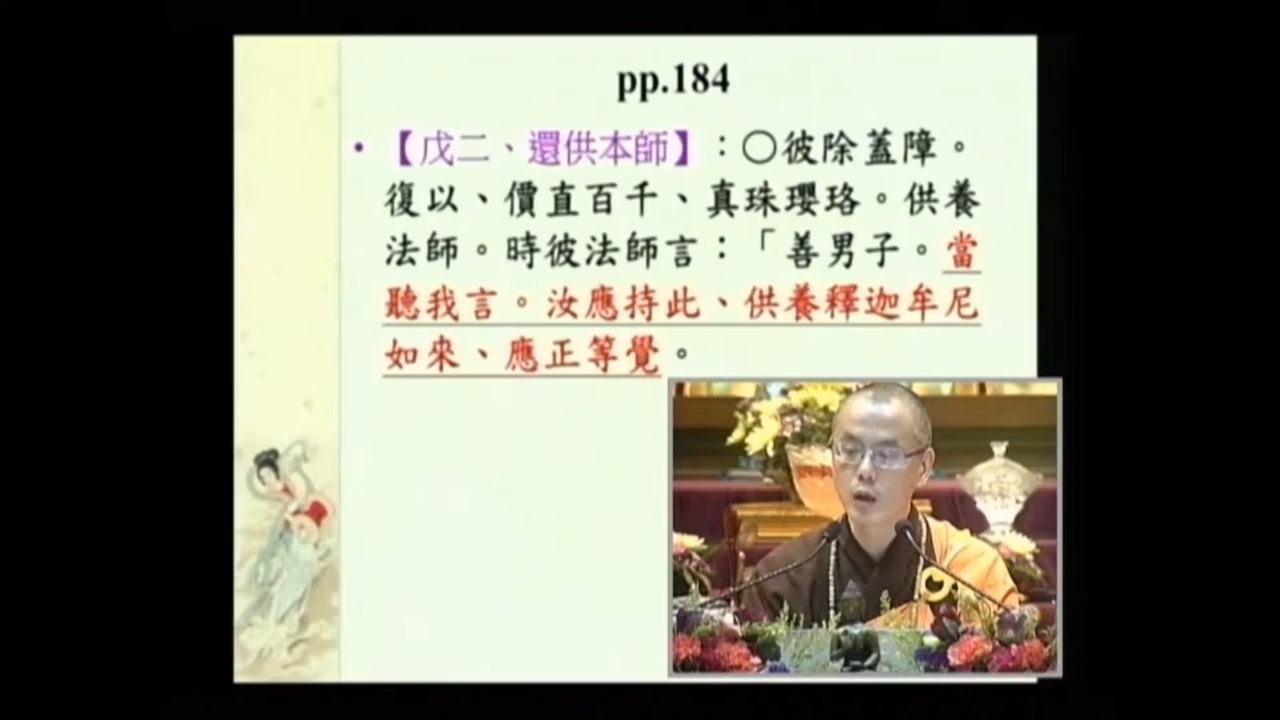 pp.184
•【戊二、還供本師】：○彼除蓋障。
復以、價直百千、真珠瓔珞。供養
法師。時彼法師言：「善男子。當
聽我言。汝應持此、供養釋迦牟尼
如來、應正等覺。